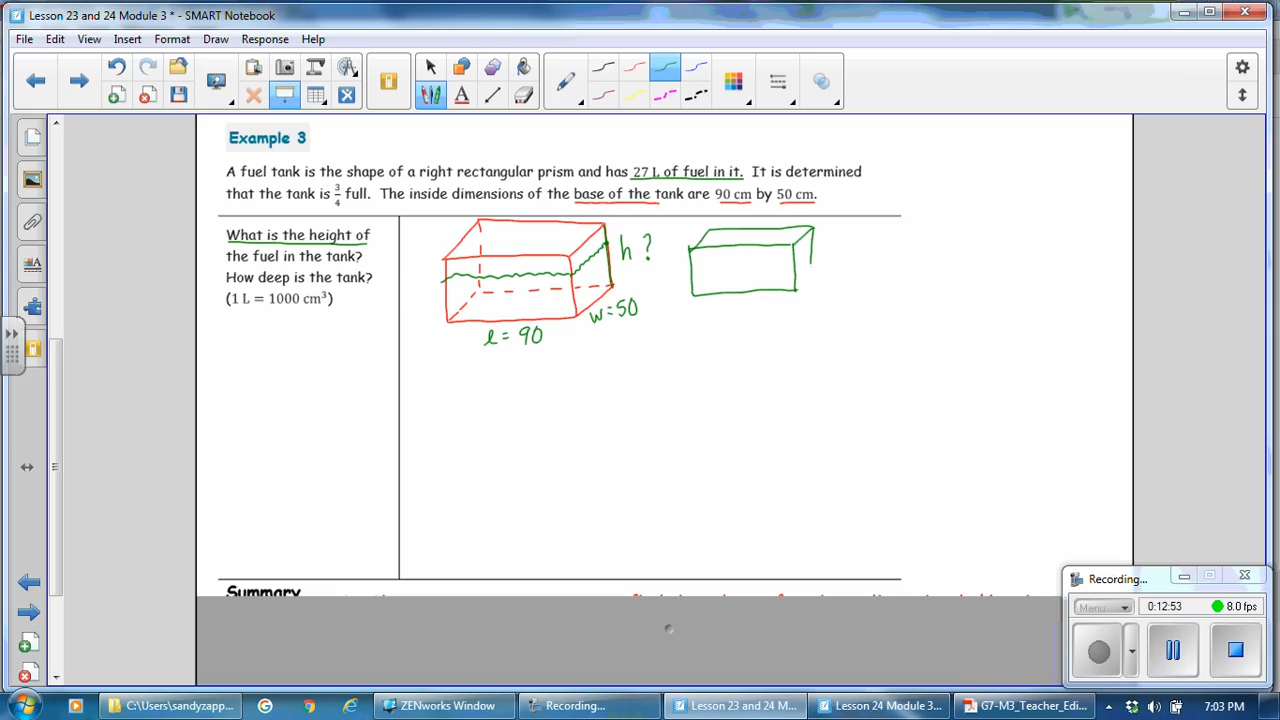 Lesson 23 and 24 Module 3 * - SMART Notebook
File Edit View Insert Format Draw Response Help
Example 3
A fuel tank is the shape of a right rectangular prism and has 27 L of fuel in it. It is determined
that the tank is 3/4 full. The inside dimensions of the base of the tank are 90 cm by 50 cm.
What is the height of
the fuel in the tank?
How deep is the tank?
(1 L = 1000 cm³)
h ?
w = 50
l = 90
Summary
Recording...
Menu
0:12:53
8.0 fps
C:\Users\sandyzapp...
ZENworks Window
Recording...
Lesson 23 and 24 M...
Lesson 24 Module 3...
G7-M3_Teacher_Edi...
7:03 PM